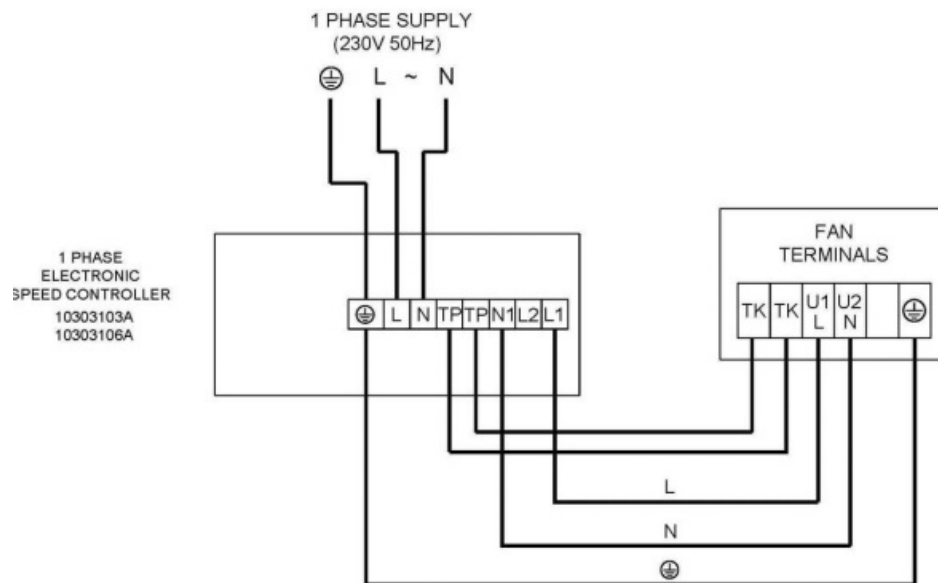 1 PHASE SUPPLY
(230V 50Hz)
L ~ N
1 PHASE
ELECTRONIC
SPEED CONTROLLER
10303103A
10303106A
L N TP TP N1 L2 L1
FAN
TERMINALS
TK TK U1 U2
L N
L
N